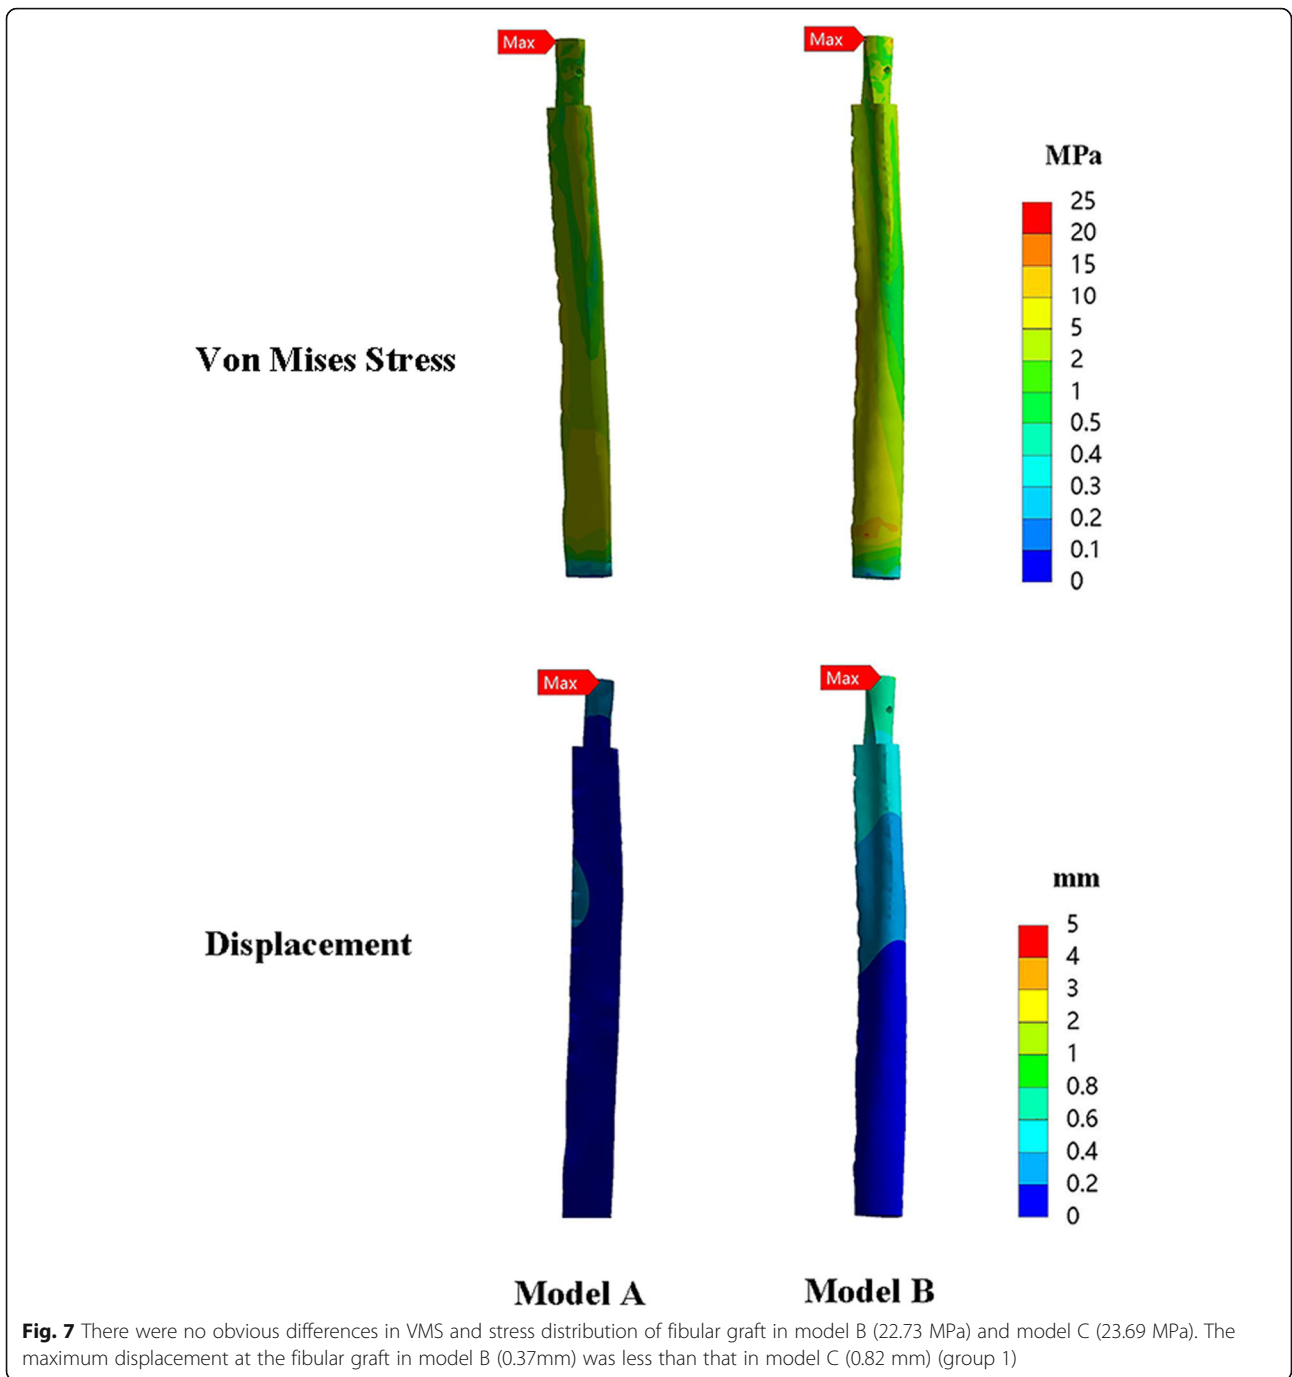 Max
Max
MPa
25
20
15
10
5
2
1
0.5
0.4
0.3
0.2
0.1
0
Von Mises Stress
Max
Max
mm
5
4
3
2
1
0.8
0.6
0.4
0.2
0
Displacement
Model A
Model B
Fig. 7 There were no obvious differences in VMS and stress distribution of fibular graft in model B (22.73 MPa) and model C (23.69 MPa). The
maximum displacement at the fibular graft in model B (0.37mm) was less than that in model C (0.82 mm) (group 1)